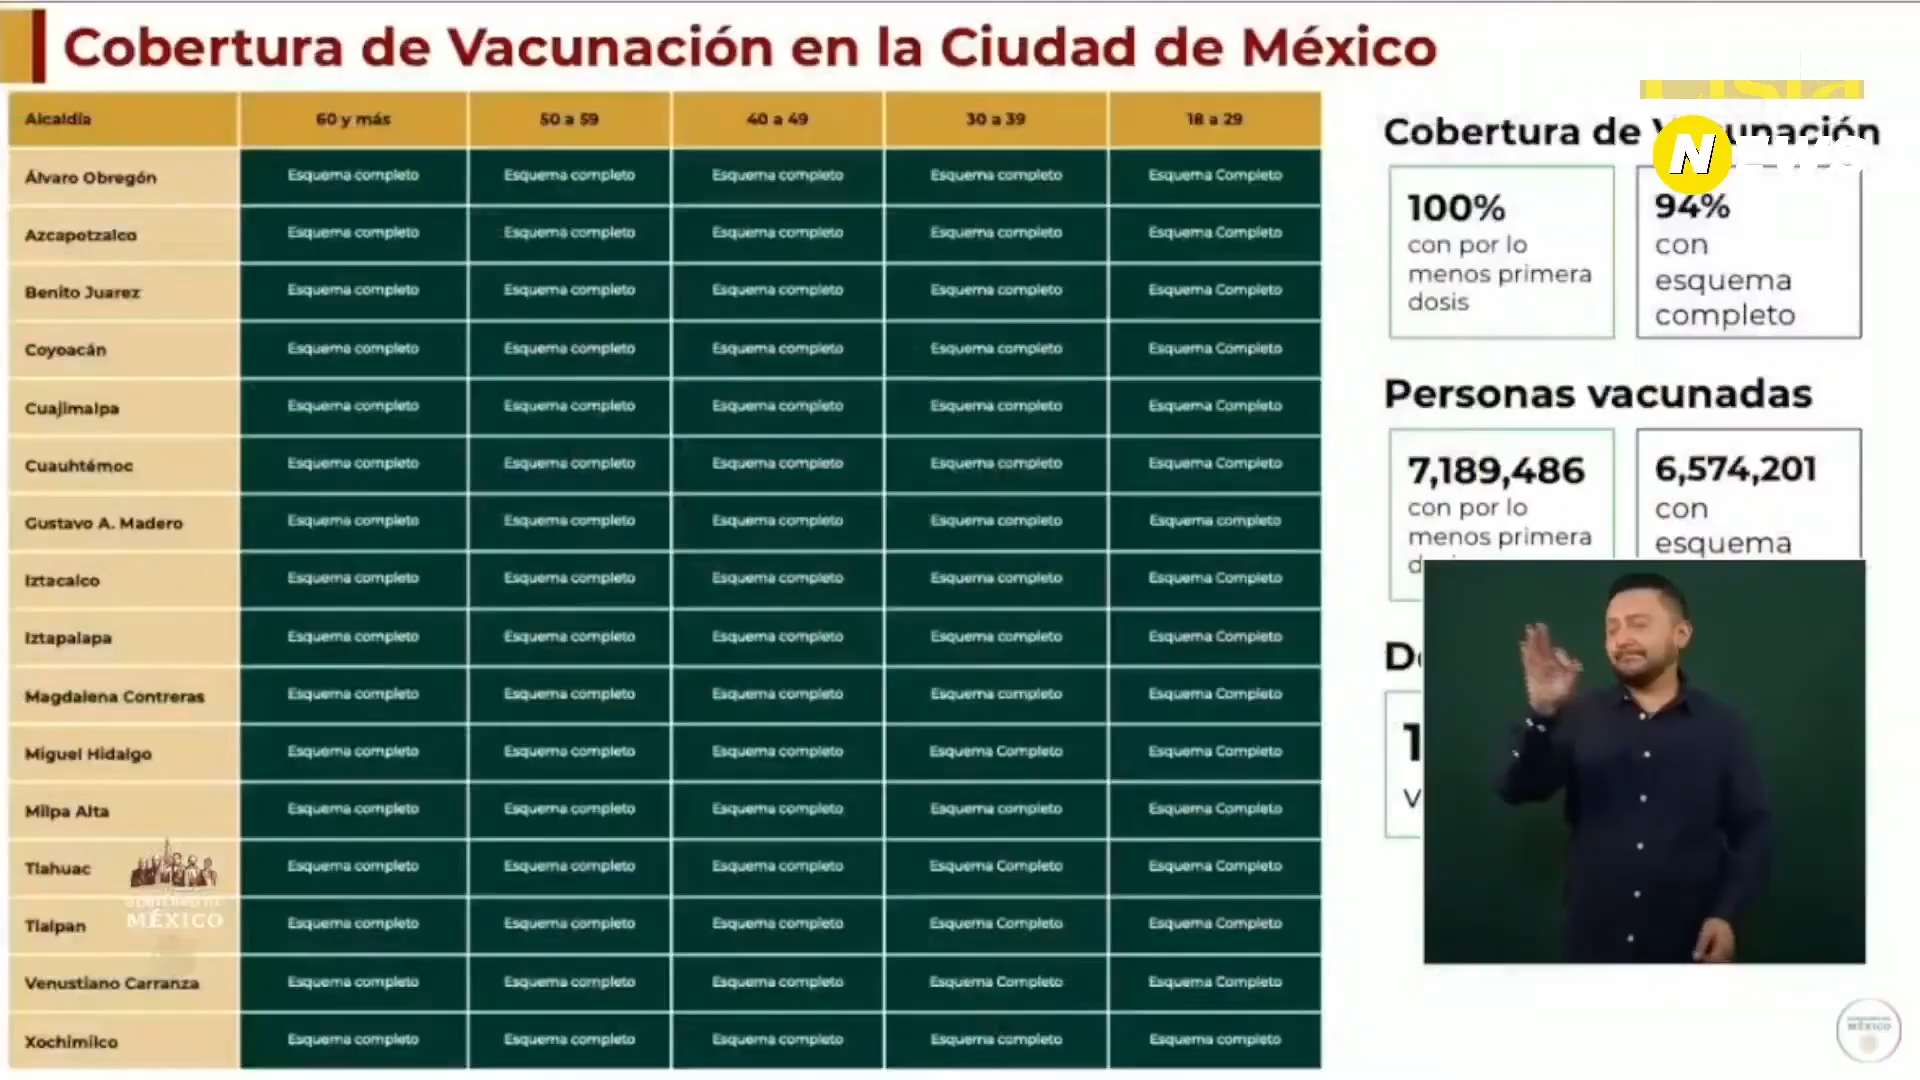 Cobertura de Vacunación en la Ciudad de México
Alcaldía 60 y más 50 a 59 40 a 49 30 a 39 18 a 29
Álvaro Obregón Esquema completo Esquema completo Esquema completo Esquema completo Esquema Completo
Azcapotzalco Esquema completo Esquema completo Esquema completo Esquema completo Esquema Completo
Benito Juarez Esquema completo Esquema completo Esquema completo Esquema completo Esquema Completo
Coyoacán Esquema completo Esquema completo Esquema completo Esquema completo Esquema Completo
Cuajimalpa Esquema completo Esquema completo Esquema completo Esquema completo Esquema Completo
Cuauhtémoc Esquema completo Esquema completo Esquema completo Esquema completo Esquema Completo
Gustavo A. Madero Esquema completo Esquema completo Esquema completo Esquema completo Esquema completo
Iztacalco Esquema completo Esquema completo Esquema completo Esquema completo Esquema Completo
Iztapalapa Esquema completo Esquema completo Esquema completo Esquema completo Esquema Completo
Magdalena Contreras Esquema completo Esquema completo Esquema completo Esquema completo Esquema Completo
Miguel Hidalgo Esquema completo Esquema completo Esquema completo Esquema Completo Esquema Completo
Milpa Alta Esquema completo Esquema completo Esquema completo Esquema completo Esquema Completo
Tlahuac Esquema completo Esquema completo Esquema completo Esquema Completo Esquema Completo
Tlalpan Esquema completo Esquema completo Esquema completo Esquema Completo Esquema Completo
Venustiano Carranza Esquema completo Esquema completo Esquema completo Esquema Completo Esquema Completo
Xochimilco Esquema completo Esquema completo Esquema completo Esquema completo Esquema completo
GOBIERNO DE
MÉXICO
Cobertura de
NEWS
100%
con por lo
menos primera
dosis
94%
con
esquema
completo
Personas vacunadas
7,189,486
con por lo
menos primera
6,574,201
con
esquema
MÉXICO